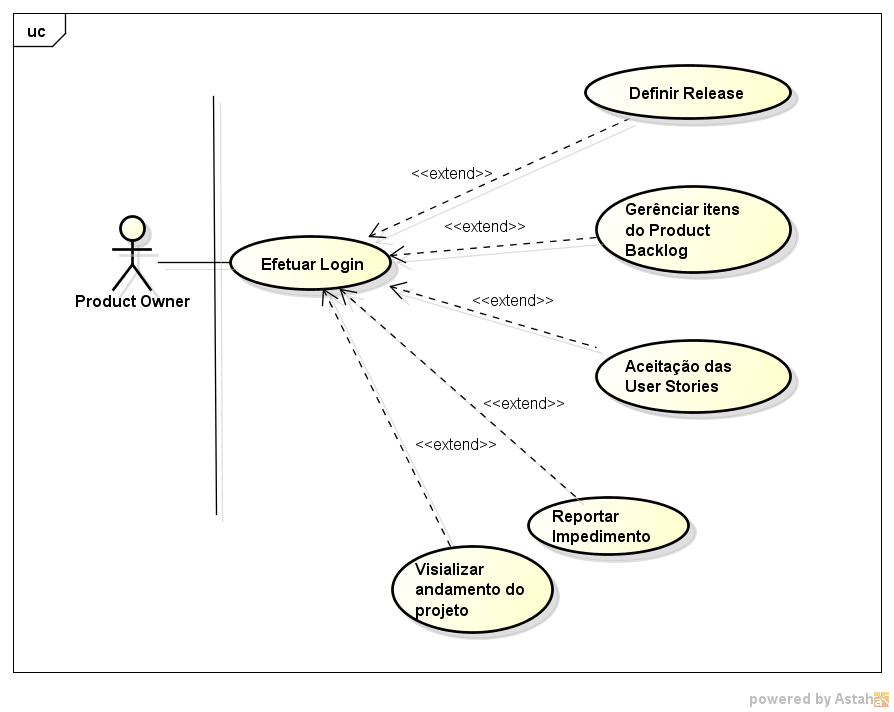 uc
Definir Release
<<extend>>
Gerênciar itens
do Product
Backlog
<<extend>>
Efetuar Login
Product Owner
<<extend>>
Aceitação das
User Stories
<<extend>>
<<extend>>
Reportar
Impedimento
Visializar
andamento do
projeto
powered by Astah